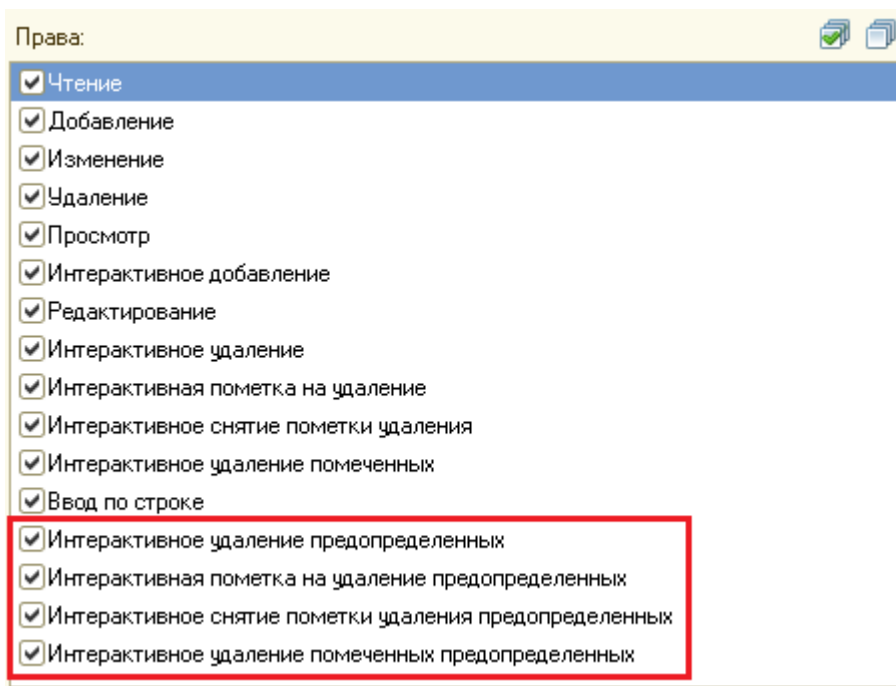 Права:
Чтение
Добавление
Изменение
Удаление
Просмотр
Интерактивное добавление
Редактирование
Интерактивное удаление
Интерактивная пометка на удаление
Интерактивное снятие пометки удаления
Интерактивное удаление помеченных
Ввод по строке
Интерактивное удаление предопределенных
Интерактивная пометка на удаление предопределенных
Интерактивное снятие пометки удаления предопределенных
Интерактивное удаление помеченных предопределенных